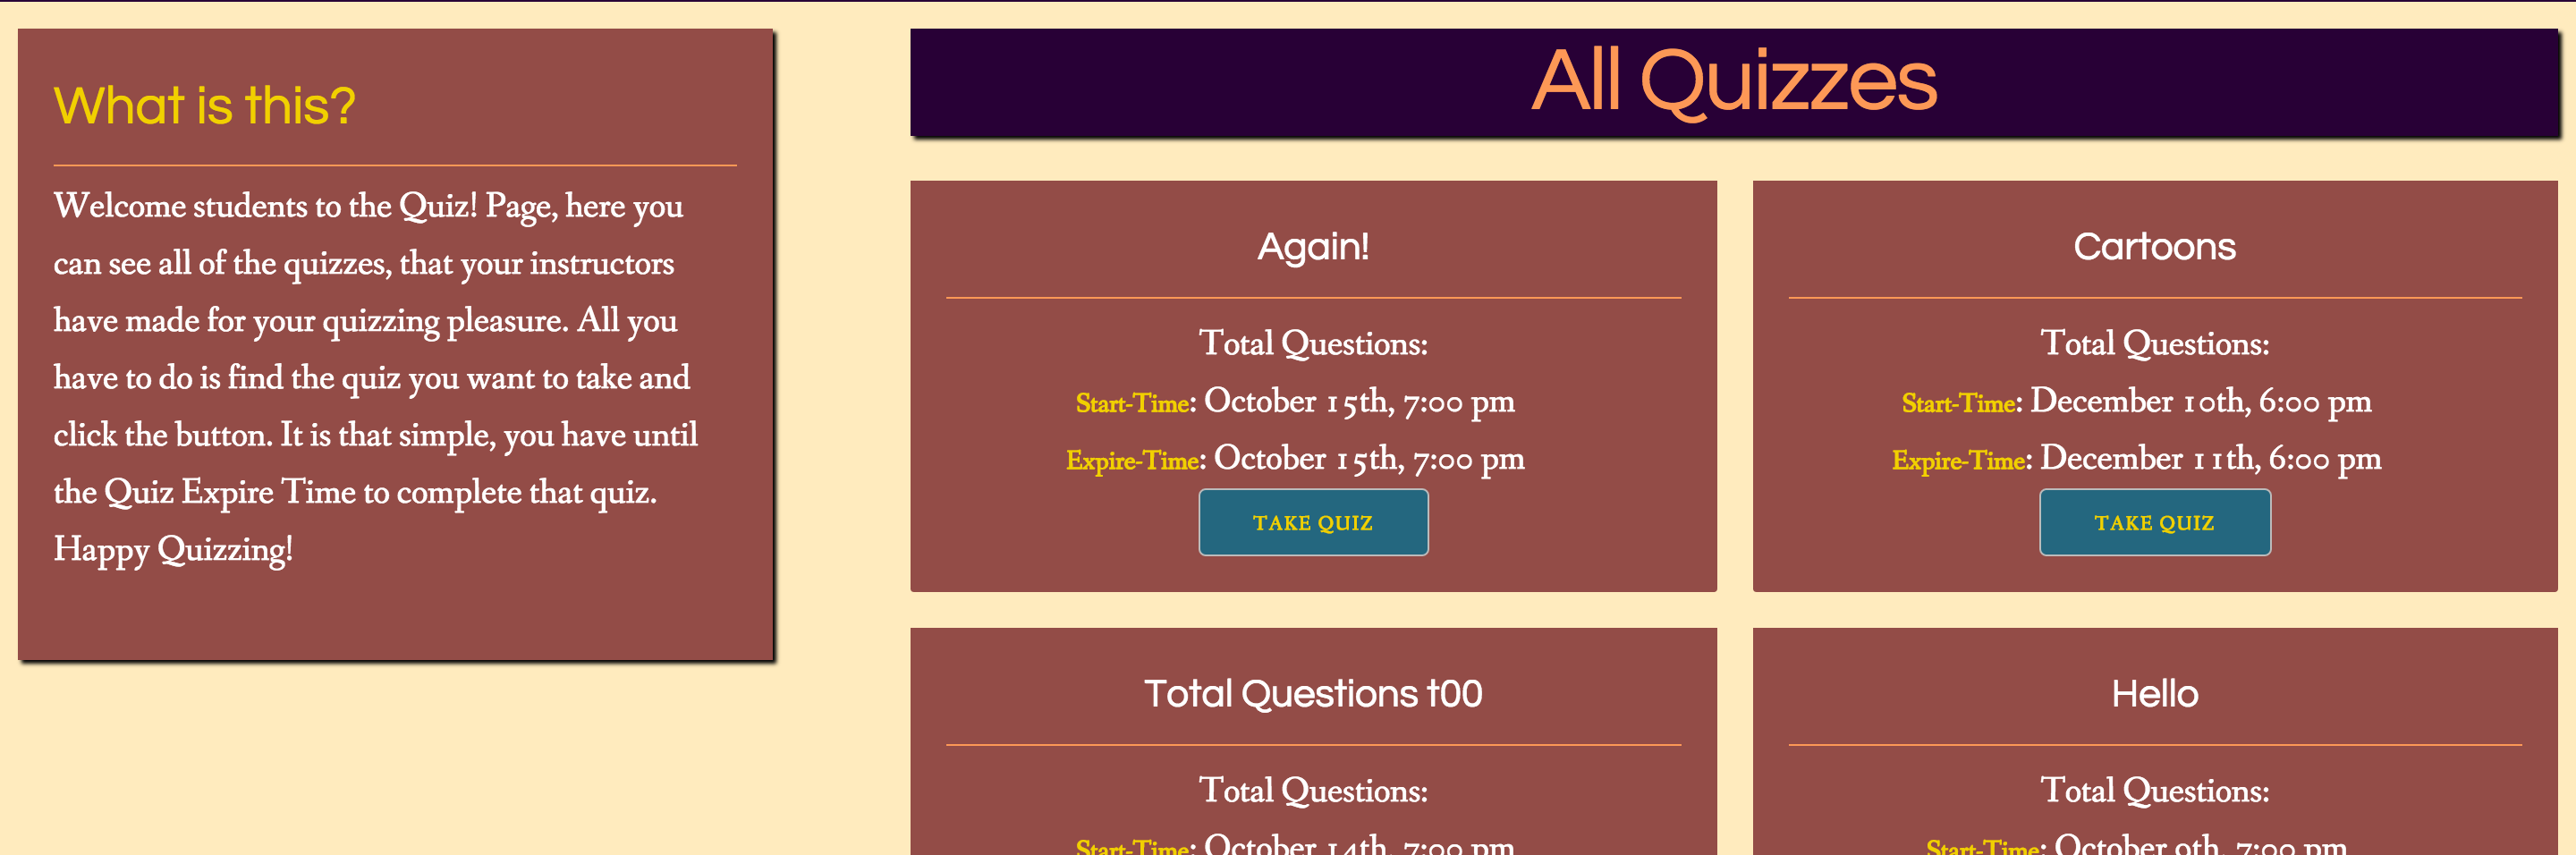 What is this?
Welcome students to the Quiz! Page, here you
can see all of the quizzes, that your instructors
have made for your quizzing pleasure. All you
have to do is find the quiz you want to take and
click the button. It is that simple, you have until
the Quiz Expire Time to complete that quiz.
Happy Quizzing!
All Quizzes
Again!
Total Questions:
Start-Time: October 15th, 7:00 pm
Expire-Time: October 15th, 7:00 pm
TAKE QUIZ
Cartoons
Total Questions:
Start-Time: December 10th, 6:00 pm
Expire-Time: December 11th, 6:00 pm
TAKE QUIZ
Total Questions t00
Total Questions:
Start-Time: October 14th, 7:00 pm
Hello
Total Questions:
Start-Time: October 9th, 7:00 pm